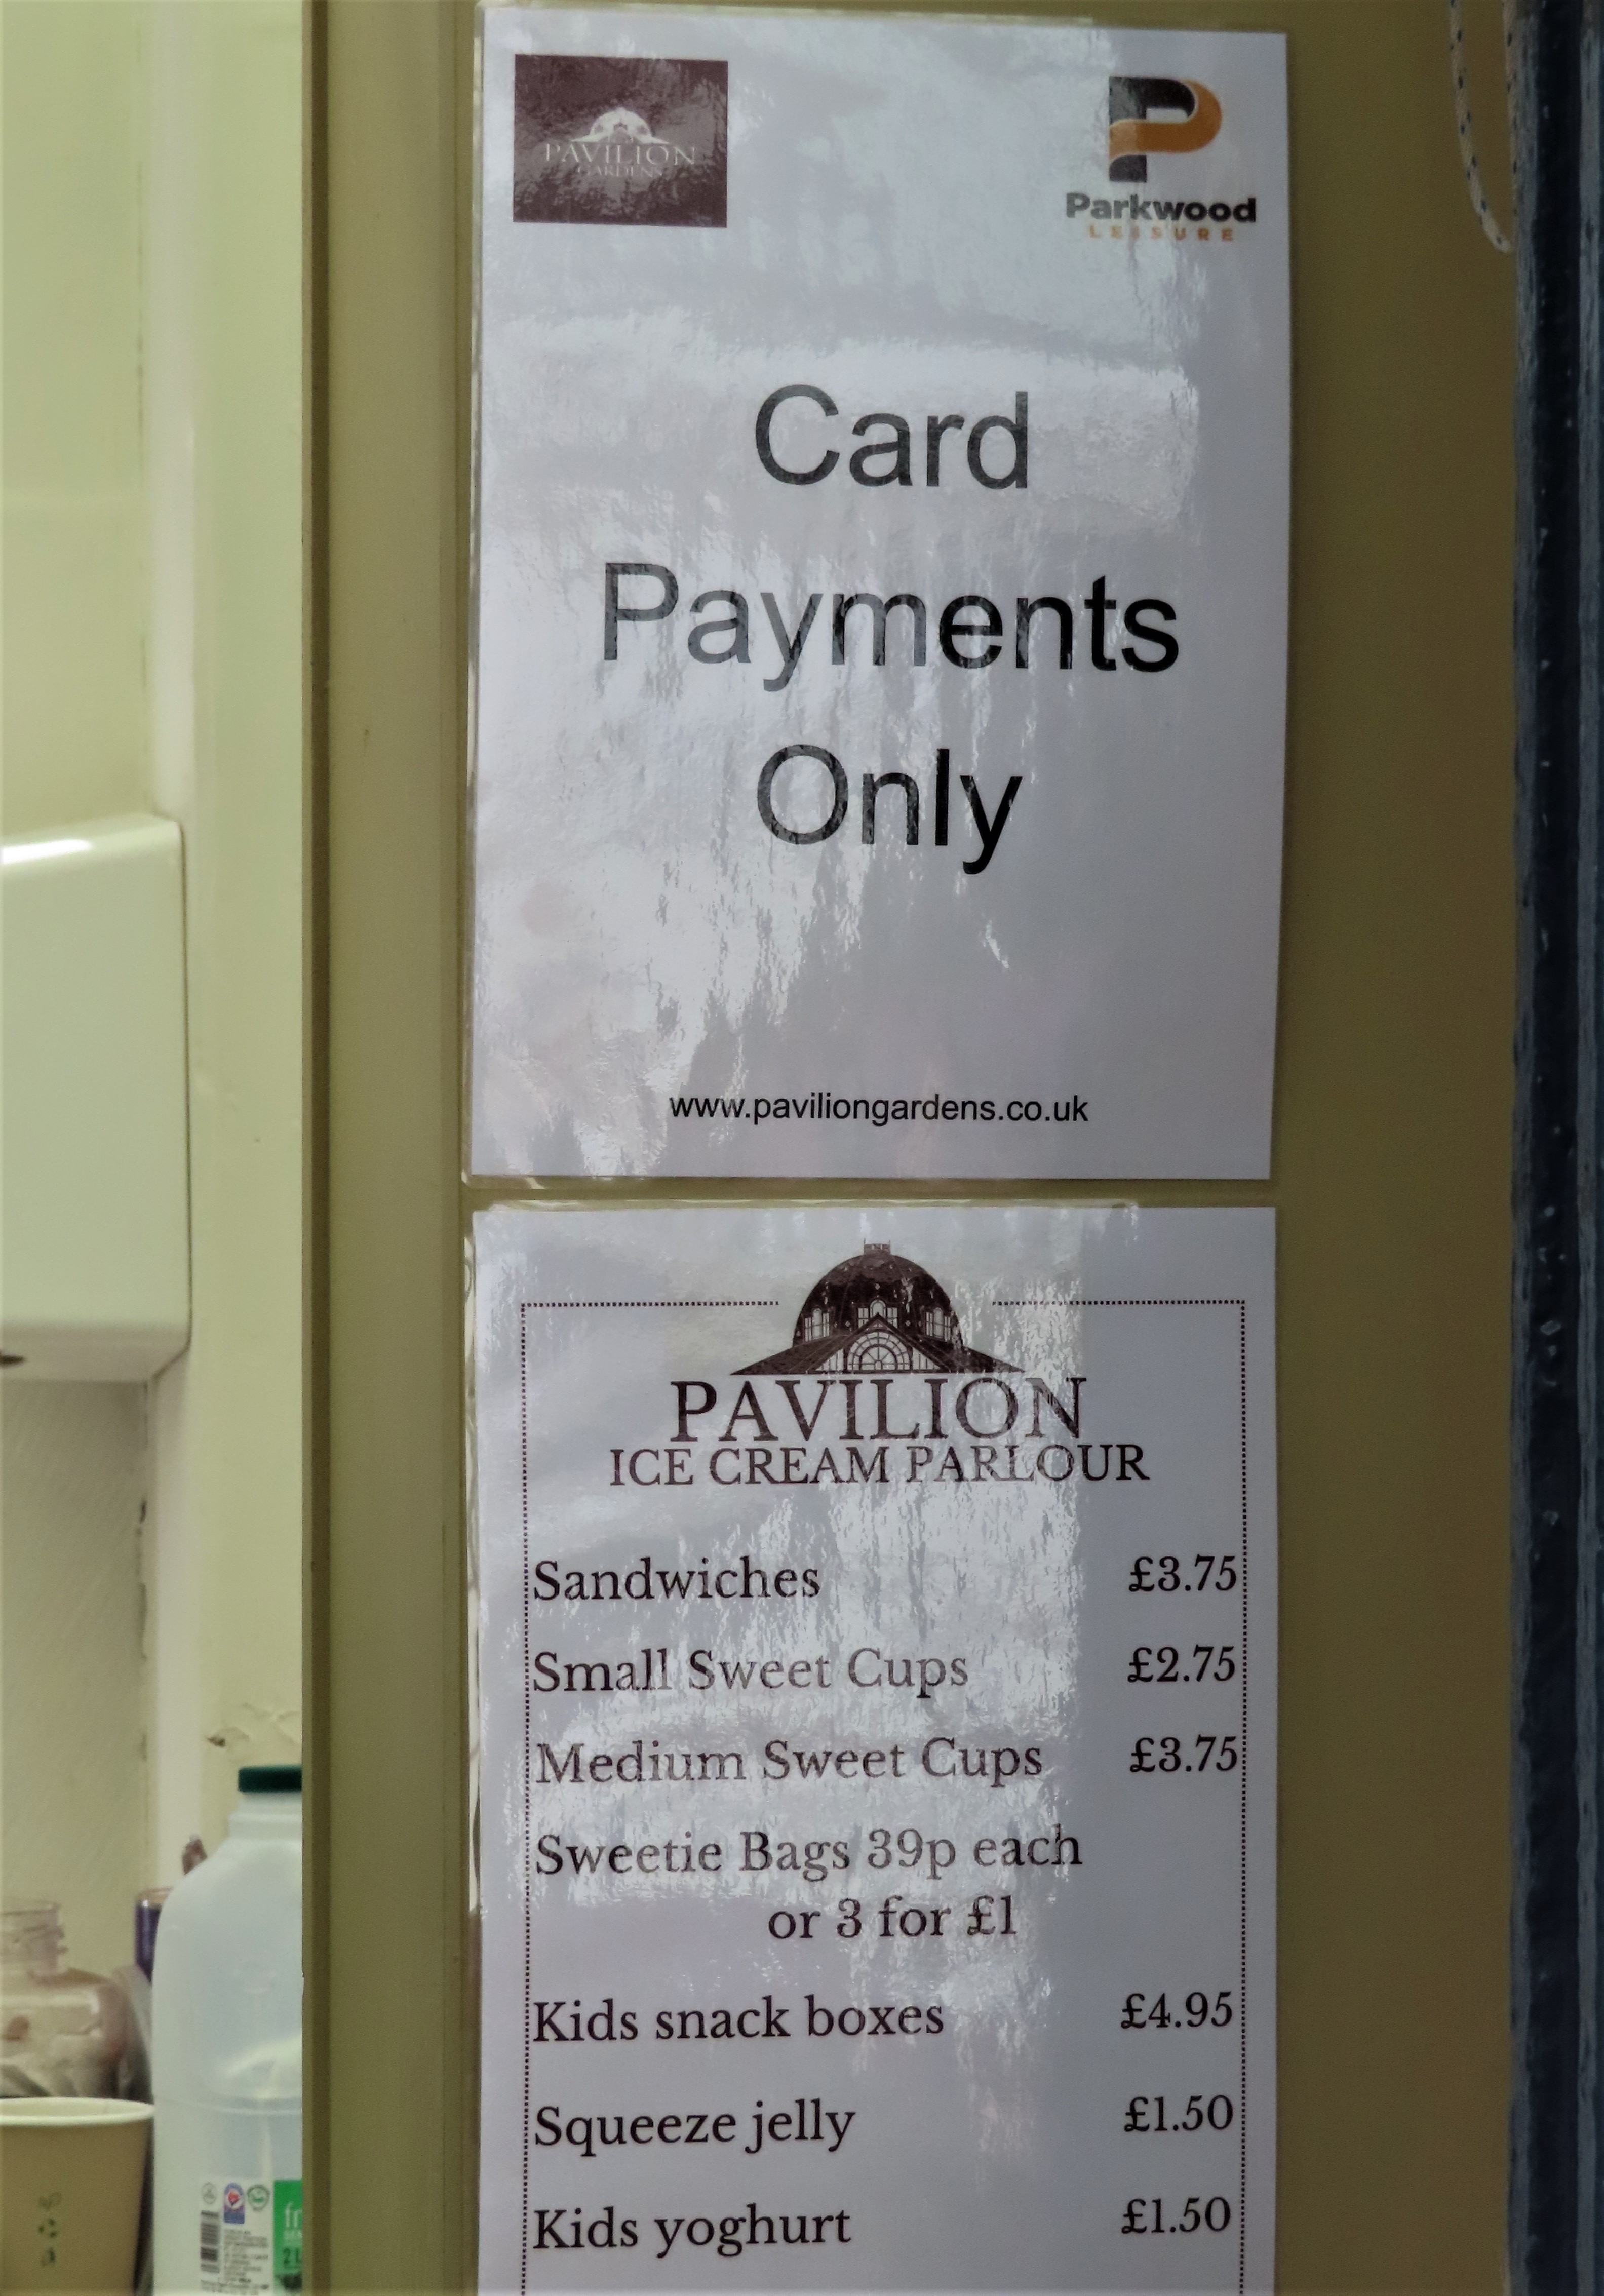 PAVILION
GARDENS
Parkwood
LEISURE
Card
Payments
Only
www.paviliongardens.co.uk
PAVILION
ICE CREAM PARLOUR
Sandwiches £3.75
Small Sweet Cups £2.75
Medium Sweet Cups £3.75
Sweetie Bags 39p each
or 3 for £1
Kids snack boxes £4.95
Squeeze jelly £1.50
Kids yoghurt £1.50